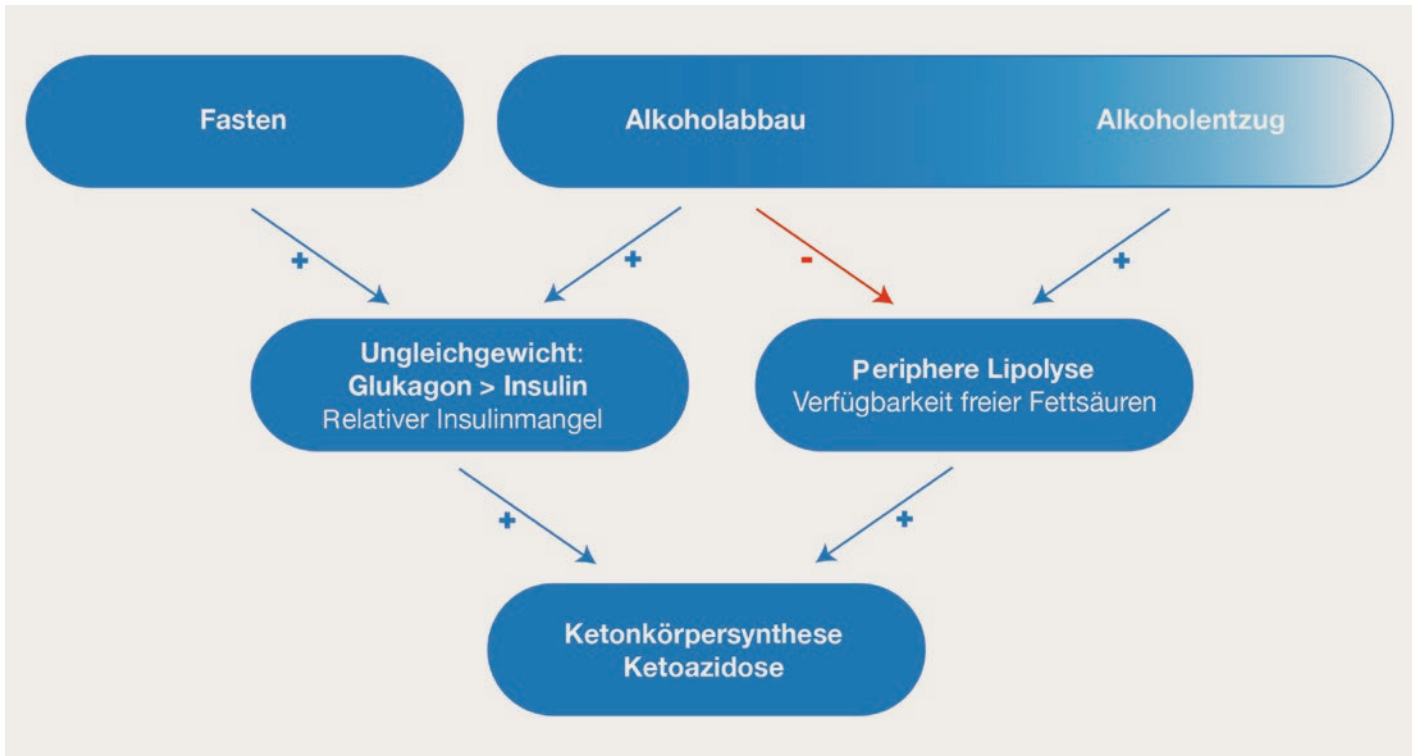 Fasten
Alkoholabbau
Alkoholentzug
+
+
-
+
Ungleichgewicht:
Glukagon > Insulin
Relativer Insulinmangel
Periphere Lipolyse
Verfügbarkeit freier Fettsäuren
+
+
Ketonkörpersynthese
Ketoazidose